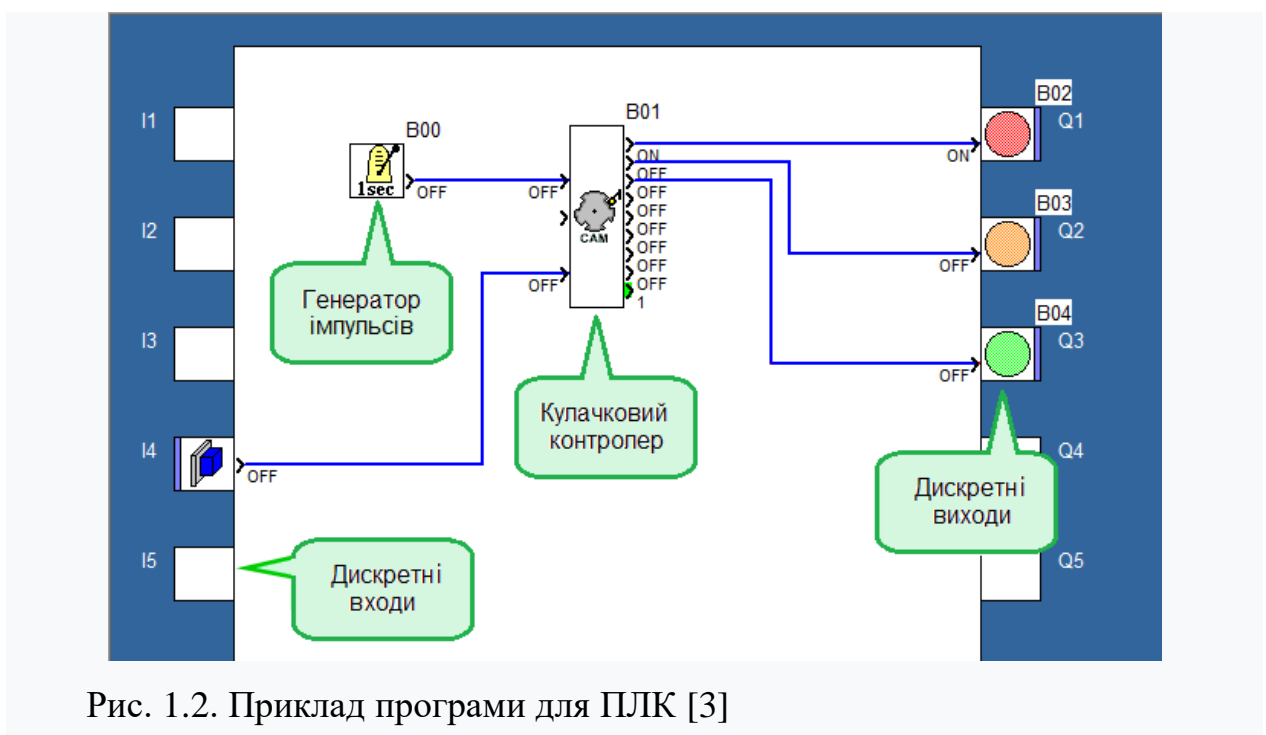 B02
I1
B00
B01
Q1
ON
ON
OFF
1sec
OFF
OFF
OFF
OFF
B03
I2
CAM
OFF
Q2
OFF
OFF
OFF
OFF
OFF
1
Генератор
імпульсів
B04
I3
Q3
OFF
Кулачковий
контролер
I4
OFF
Q4
Дискретні
виходи
I5
Дискретні
входи
Q5
Рис. 1.2. Приклад програми для ПЛК [3]